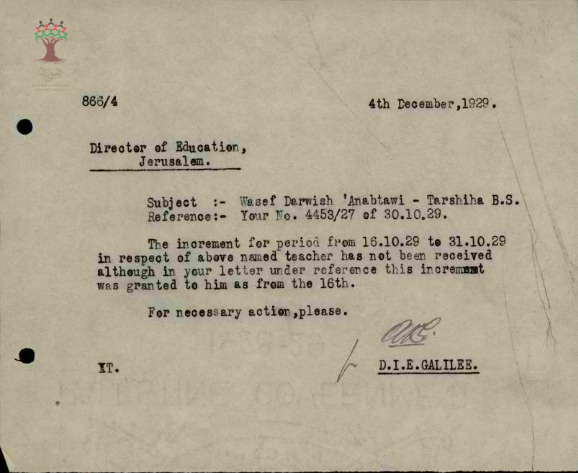 866/4
4th December,1929.
Director of Education,
Jerusalem.
Subject :- Wasef Darwish 'Anabtawi - Tarshiha B.S.
Reference:- Your No. 4453/27 of 30.10.29.
The increment for period from 16.10.29 to 31.10.29
in respect of above named teacher has not been received
although in your letter under reference this increment
was granted to him as from the 16th.
For necessary action,please.
D.I.E.GALILEE.